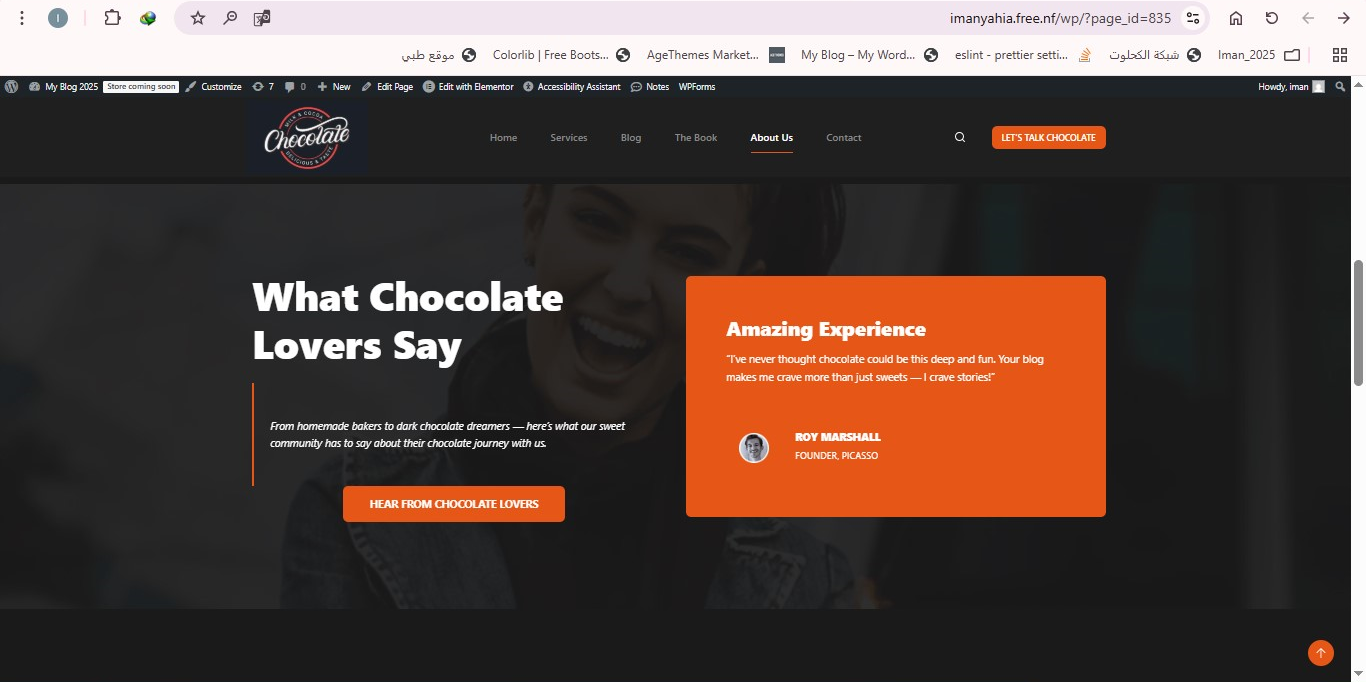 imanyahia.free.nf/wp/?page_id=835
موقع طبي
Colorlib | Free Boots...
AgeThemes Market...
My Blog – My Word...
eslint - prettier setti...
شبكة الكحلوت
Iman_2025
My Blog 2025
Store coming soon
Customize
7
0
New
Edit Page
Edit with Elementor
Accessibility Assistant
Notes
WPForms
Howdy, iman
MILK & COCOA
Chocolate
DELICIOUS & TASTE
Home
Services
Blog
The Book
About Us
Contact
LET'S TALK CHOCOLATE
What Chocolate
Lovers Say
From homemade bakers to dark chocolate dreamers — here's what our sweet
community has to say about their chocolate journey with us.
HEAR FROM CHOCOLATE LOVERS
Amazing Experience
"I've never thought chocolate could be this deep and fun. Your blog
makes me crave more than just sweets — I crave stories!"
ROY MARSHALL
FOUNDER, PICASSO